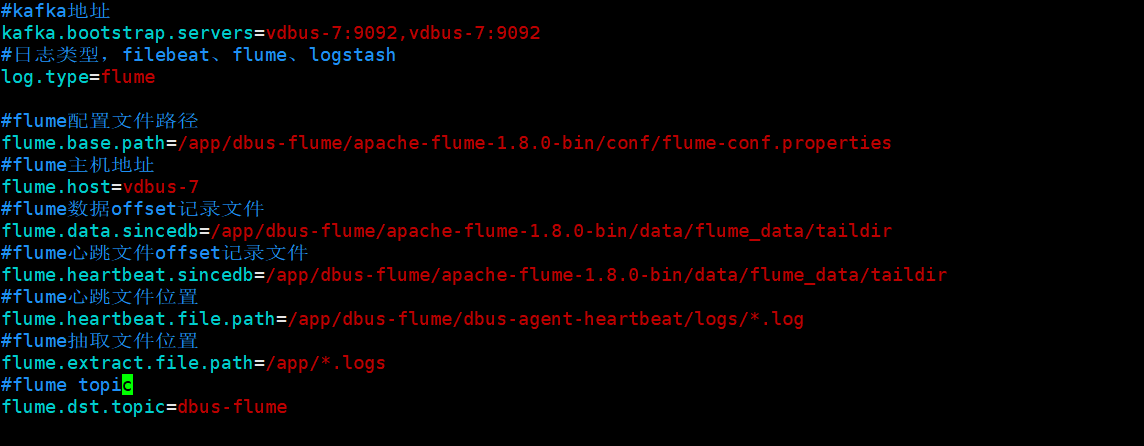 #kafka地址
kafka.bootstrap.servers=vdbus-7:9092,vdbus-7:9092
#日志类型，filebeat、flume、logstash
log.type=flume
#flume配置文件路径
flume.base.path=/app/dbus-flume/apache-flume-1.8.0-bin/conf/flume-conf.properties
#flume主机地址
flume.host=vdbus-7
#flume数据offset记录文件
flume.data.sincedb=/app/dbus-flume/apache-flume-1.8.0-bin/data/flume_data/taildir
#flume心跳文件offset记录文件
flume.heartbeat.sincedb=/app/dbus-flume/apache-flume-1.8.0-bin/data/flume_data/taildir
#flume心跳文件位置
flume.heartbeat.file.path=/app/dbus-flume/dbus-agent-heartbeat/logs/*.log
#flume抽取文件位置
flume.extract.file.path=/app/*.logs
#flume topic
flume.dst.topic=dbus-flume